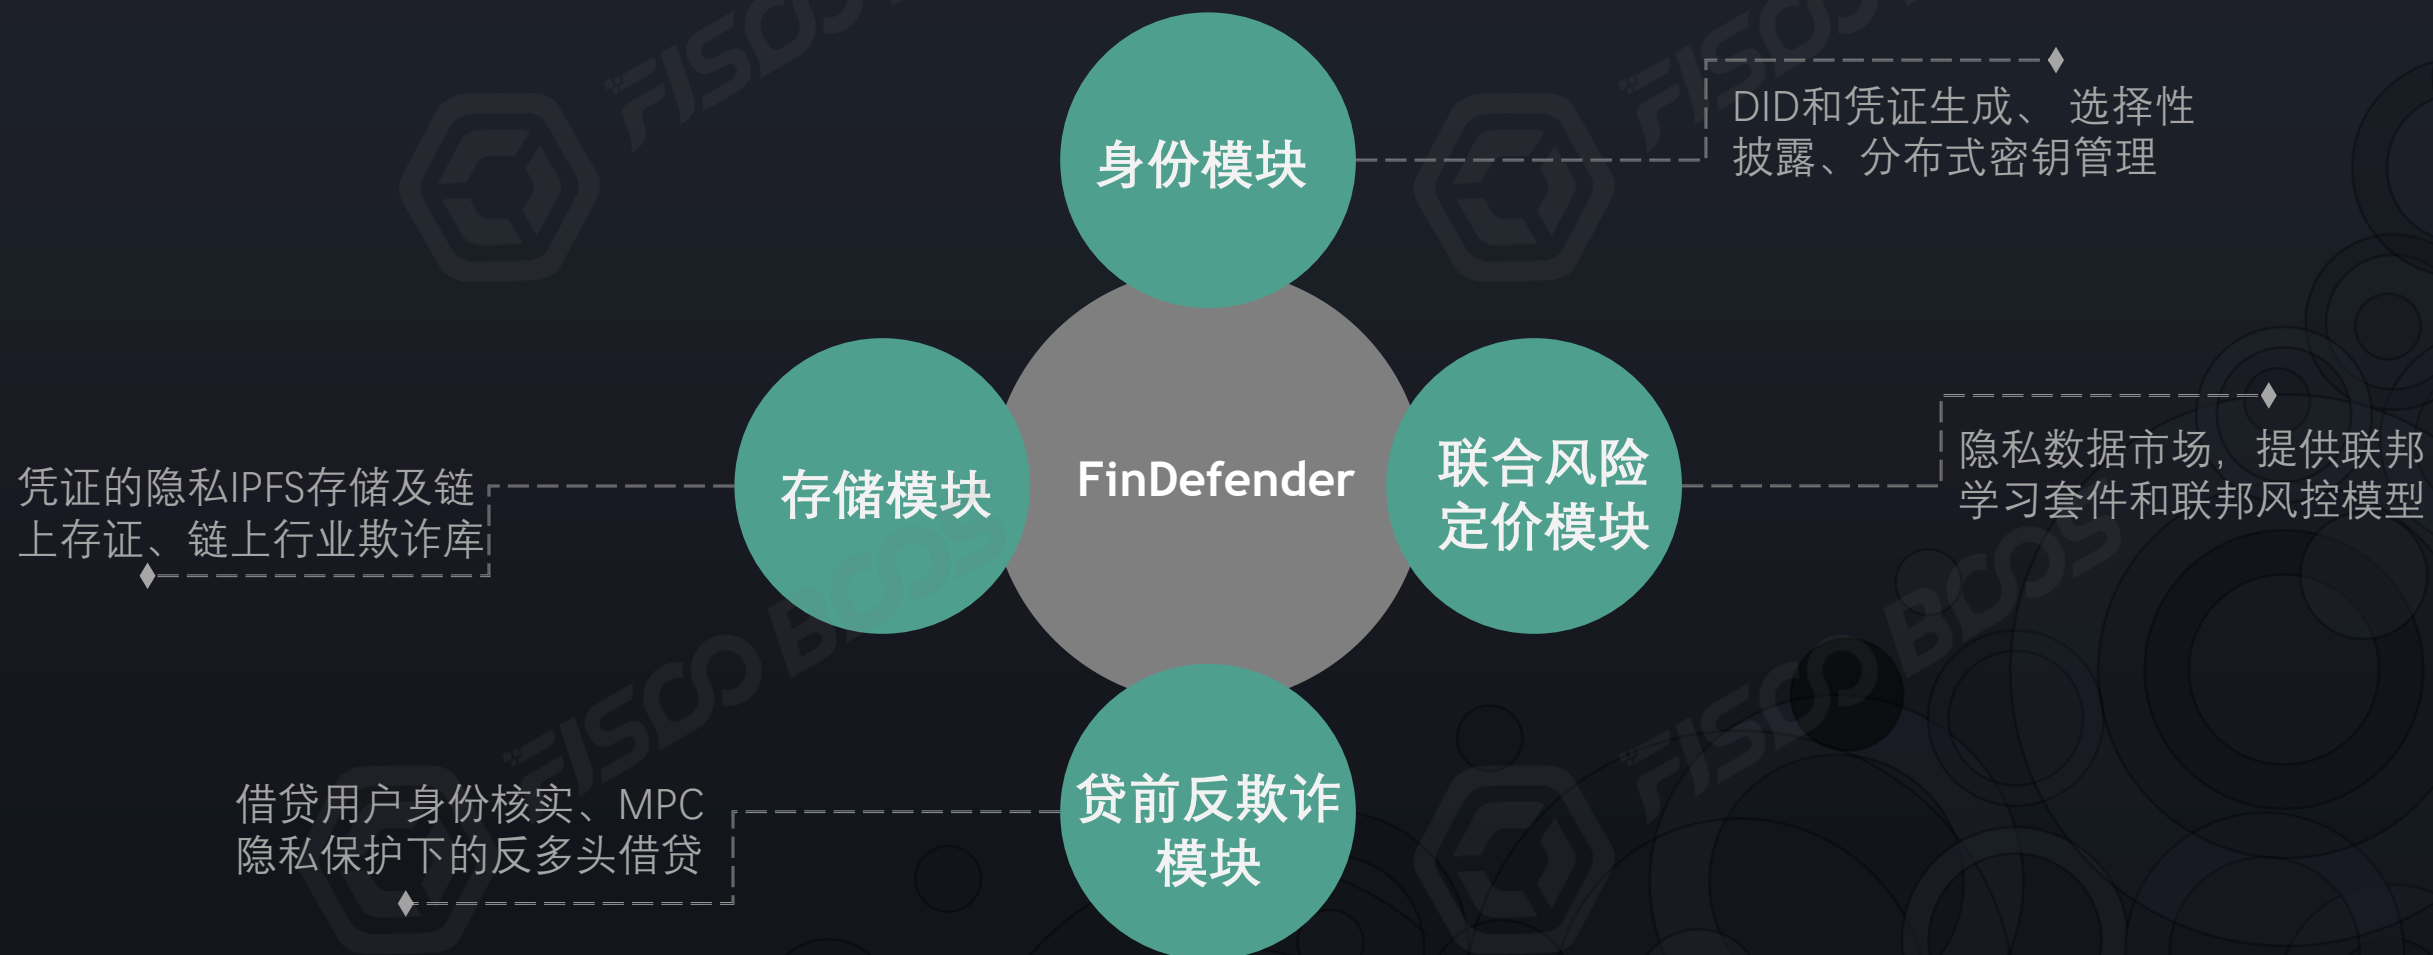 身份模块
DID和凭证生成、 选择性
披露、分布式密钥管理
存储模块
凭证的隐私IPFS存储及链
上存证、链上行业欺诈库
FinDefender
联合风险
定价模块
隐私数据市场，提供联邦
学习套件和联邦风控模型
贷前反欺诈
模块
借贷用户身份核实、MPC
隐私保护下的反多头借贷
FISCO BCOS
FISCO BCOS